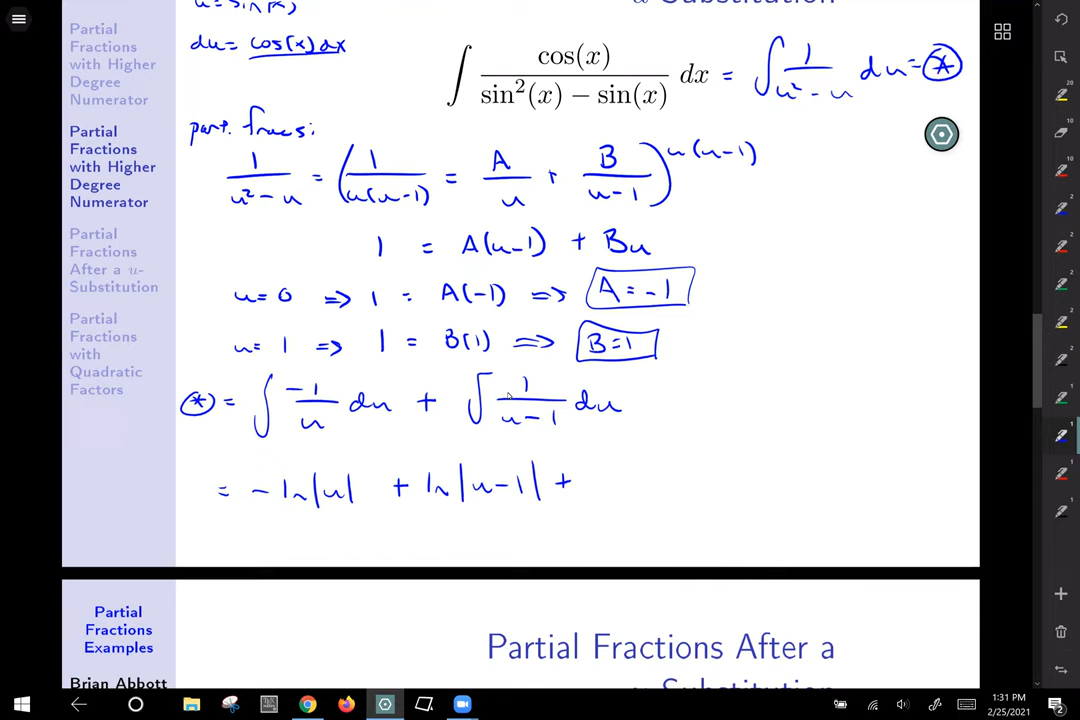 Partial
Fractions
with Higher
Degree
Numerator
Partial
Fractions
with Higher
Degree
Numerator
Partial
Fractions
After a u-
Substitution
Partial
Fractions
with
Quadratic
Factors
u Substitution
u = sin(x)
du = cos(x) dx
∫ cos(x) / (sin²(x) − sin(x)) dx = ∫ 1/(u² − u) du = (*)
part. fracs:
1/(u² − u) = (1/(u(u−1)) = A/u + B/(u−1)) u(u−1)
1 = A(u−1) + Bu
u = 0 ⇒ 1 = A(−1) ⇒ A = −1
u = 1 ⇒ 1 = B(1) ⇒ B = 1
(*) = ∫ −1/u du + ∫ 1/(u−1) du
= − ln|u| + ln|u−1| +
Partial
Fractions
Examples
Brian Abbott
Partial Fractions After a
u Substitution
1:31 PM
2/25/2021